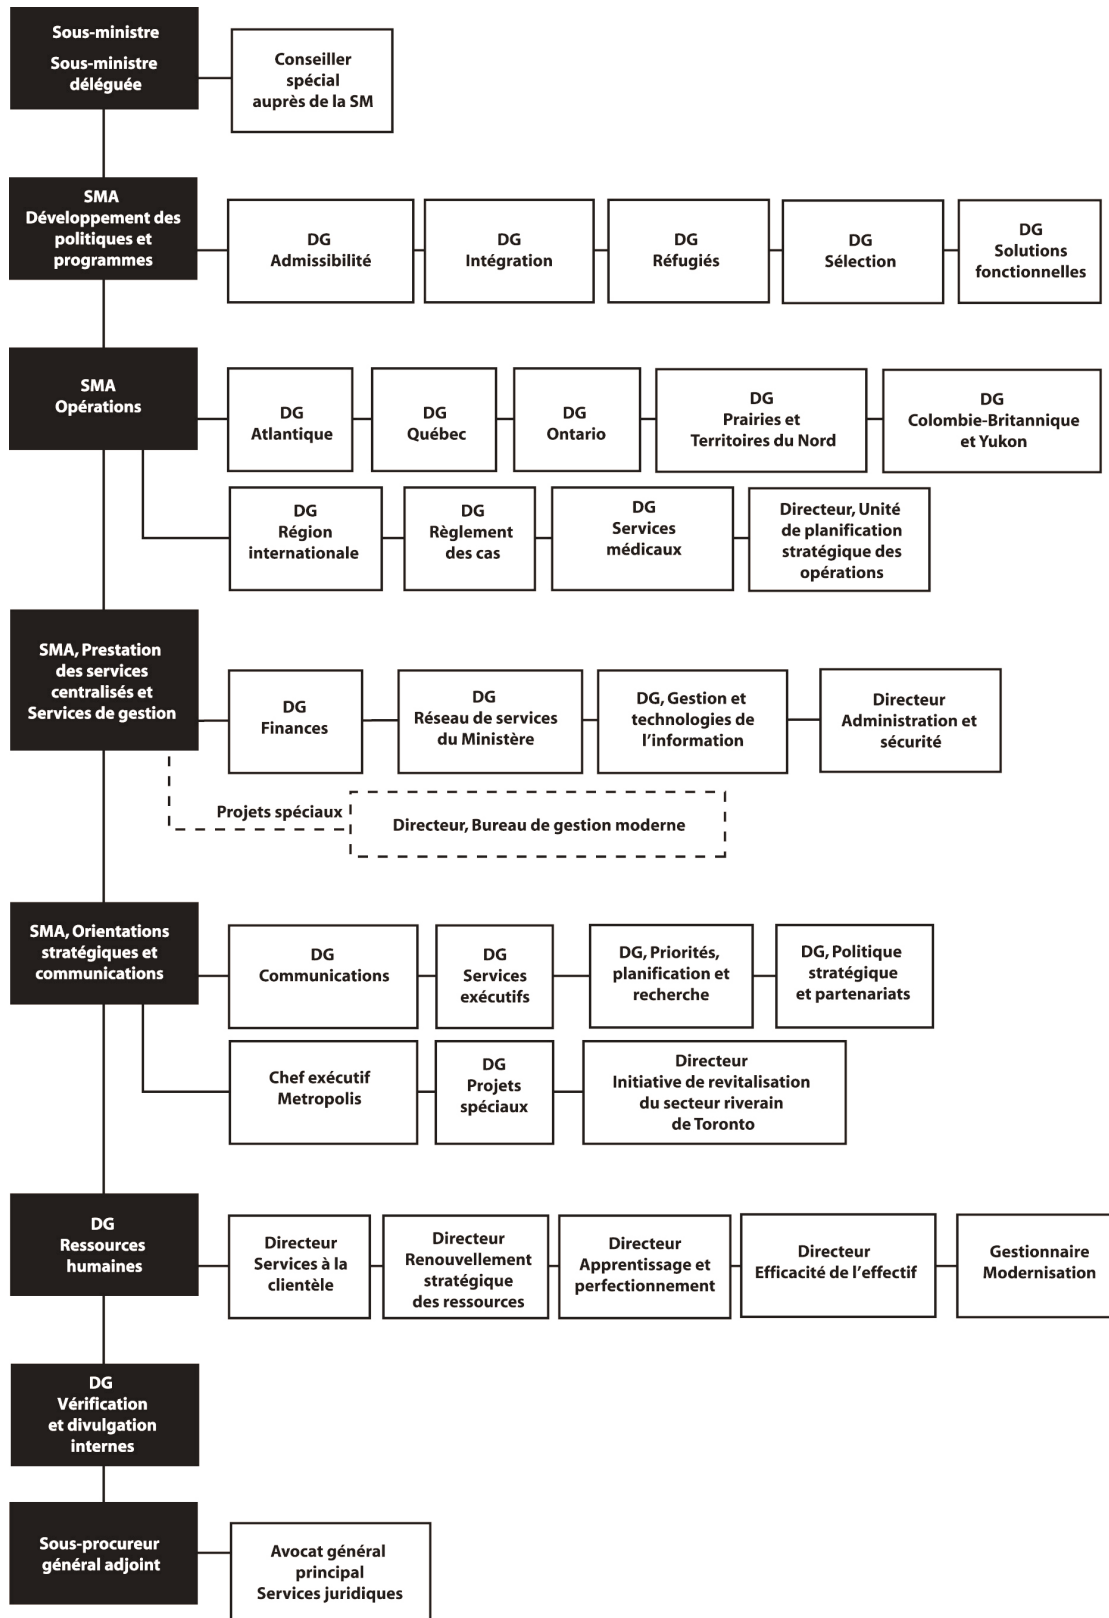 Sous-ministre
Sous-ministre
déléguée
Conseiller
spécial
auprès de la SM
SMA
Développement des
politiques et
programmes
DG
Admissibilité
DG
Intégration
DG
Réfugiés
DG
Sélection
DG
Solutions
fonctionnelles
SMA
Opérations
DG
Atlantique
DG
Québec
DG
Ontario
DG
Prairies et
Territoires du Nord
DG
Colombie-Britannique
et Yukon
DG
Région
internationale
DG
Règlement
des cas
DG
Services
médicaux
Directeur, Unité
de planification
stratégique des
opérations
SMA, Prestation
des services
centralisés et
Services de gestion
DG
Finances
DG
Réseau de services
du Ministère
DG, Gestion et
technologies de
l'information
Directeur
Administration et
sécurité
Projets spéciaux
Directeur, Bureau de gestion moderne
SMA, Orientations
stratégiques et
communications
DG
Communications
DG
Services
exécutifs
DG, Priorités,
planification et
recherche
DG, Politique
stratégique
et partenariats
Chef exécutif
Metropolis
DG
Projets
spéciaux
Directeur
Initiative de revitalisation
du secteur riverain
de Toronto
DG
Ressources
humaines
Directeur
Services à la
clientèle
Directeur
Renouvellement
stratégique
des ressources
Directeur
Apprentissage et
perfectionnement
Directeur
Efficacité de l'effectif
Gestionnaire
Modernisation
DG
Vérification
et divulgation
internes
Sous-procureur
général adjoint
Avocat général
principal
Services juridiques